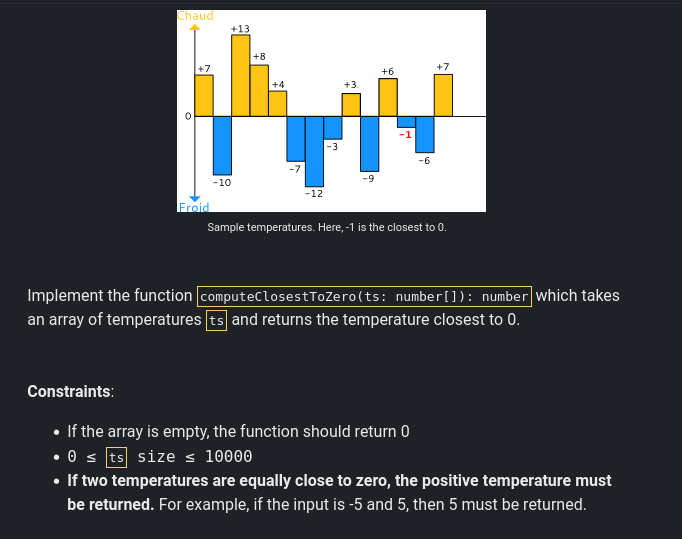 Chaud
+13
+8
+7
+7
+6
+4
+3
0
-1
-3
-6
-7
-9
-10
-12
Froid
Sample temperatures. Here, -1 is the closest to 0.
Implement the function computeClosestToZero(ts: number[]): number which takes
an array of temperatures ts and returns the temperature closest to 0.
Constraints:
• If the array is empty, the function should return 0
• 0 ≤ ts size ≤ 10000
• If two temperatures are equally close to zero, the positive temperature must
be returned. For example, if the input is -5 and 5, then 5 must be returned.